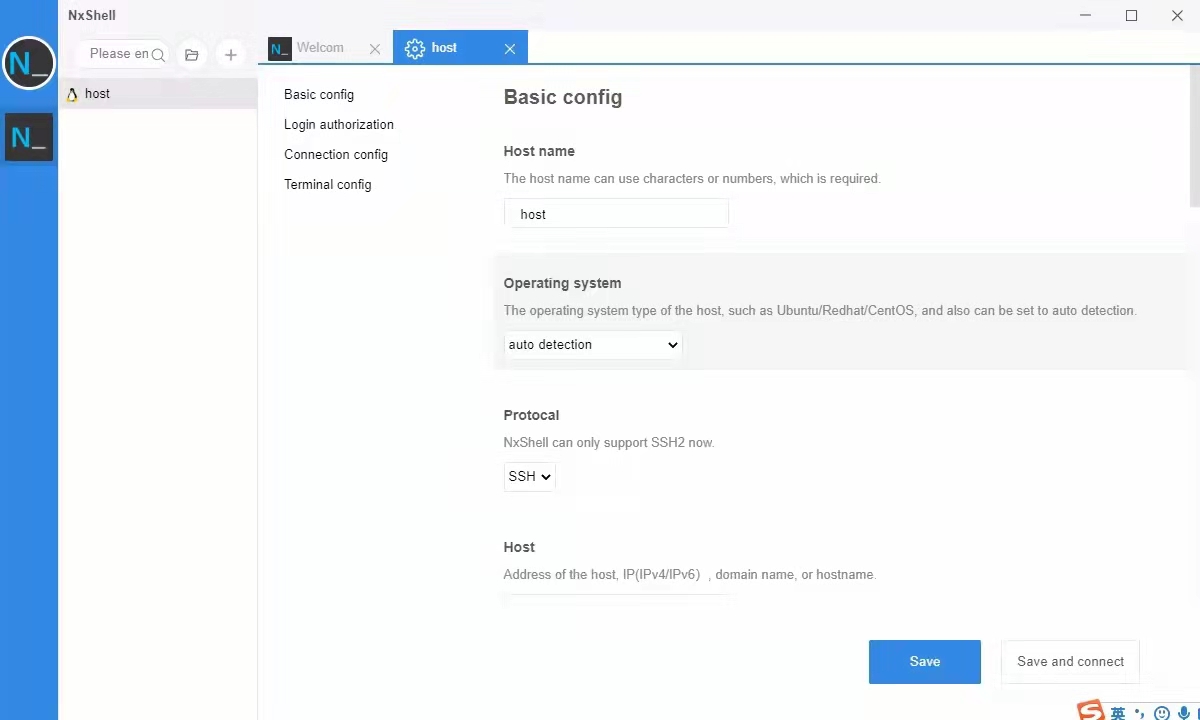 NxShell
N_
Please en
N_
Welcom
host
host
N_
Basic config
Login authorization
Connection config
Terminal config
Basic config
Host name
The host name can use characters or numbers, which is required.
host
Operating system
The operating system type of the host, such as Ubuntu/Redhat/CentOS, and also can be set to auto detection.
auto detection
Protocal
NxShell can only support SSH2 now.
SSH
Host
Address of the host, IP(IPv4/IPv6）, domain name, or hostname.
Save
Save and connect
S 英